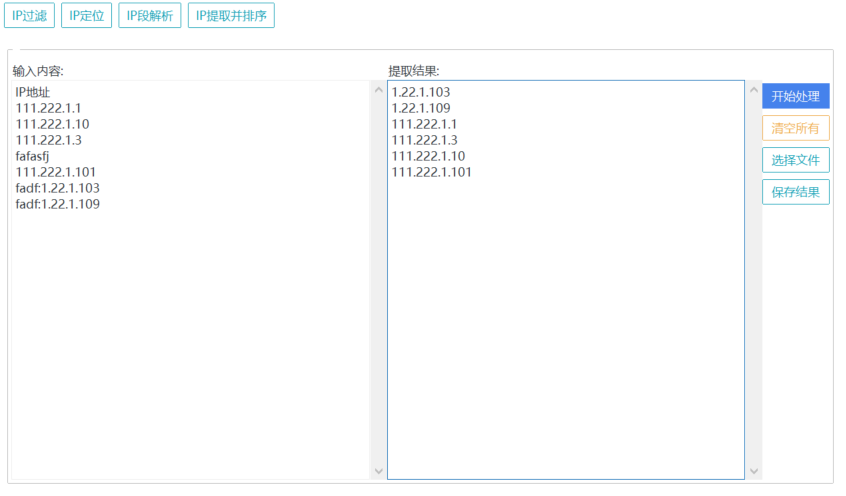 IP过滤 IP定位 IP段解析 IP提取并排序
输入内容:
IP地址
111.222.1.1
111.222.1.10
111.222.1.3
fafasfj
111.222.1.101
fadf:1.22.1.103
fadf:1.22.1.109
提取结果:
1.22.1.103
1.22.1.109
111.222.1.1
111.222.1.3
111.222.1.10
111.222.1.101
开始处理
清空所有
选择文件
保存结果